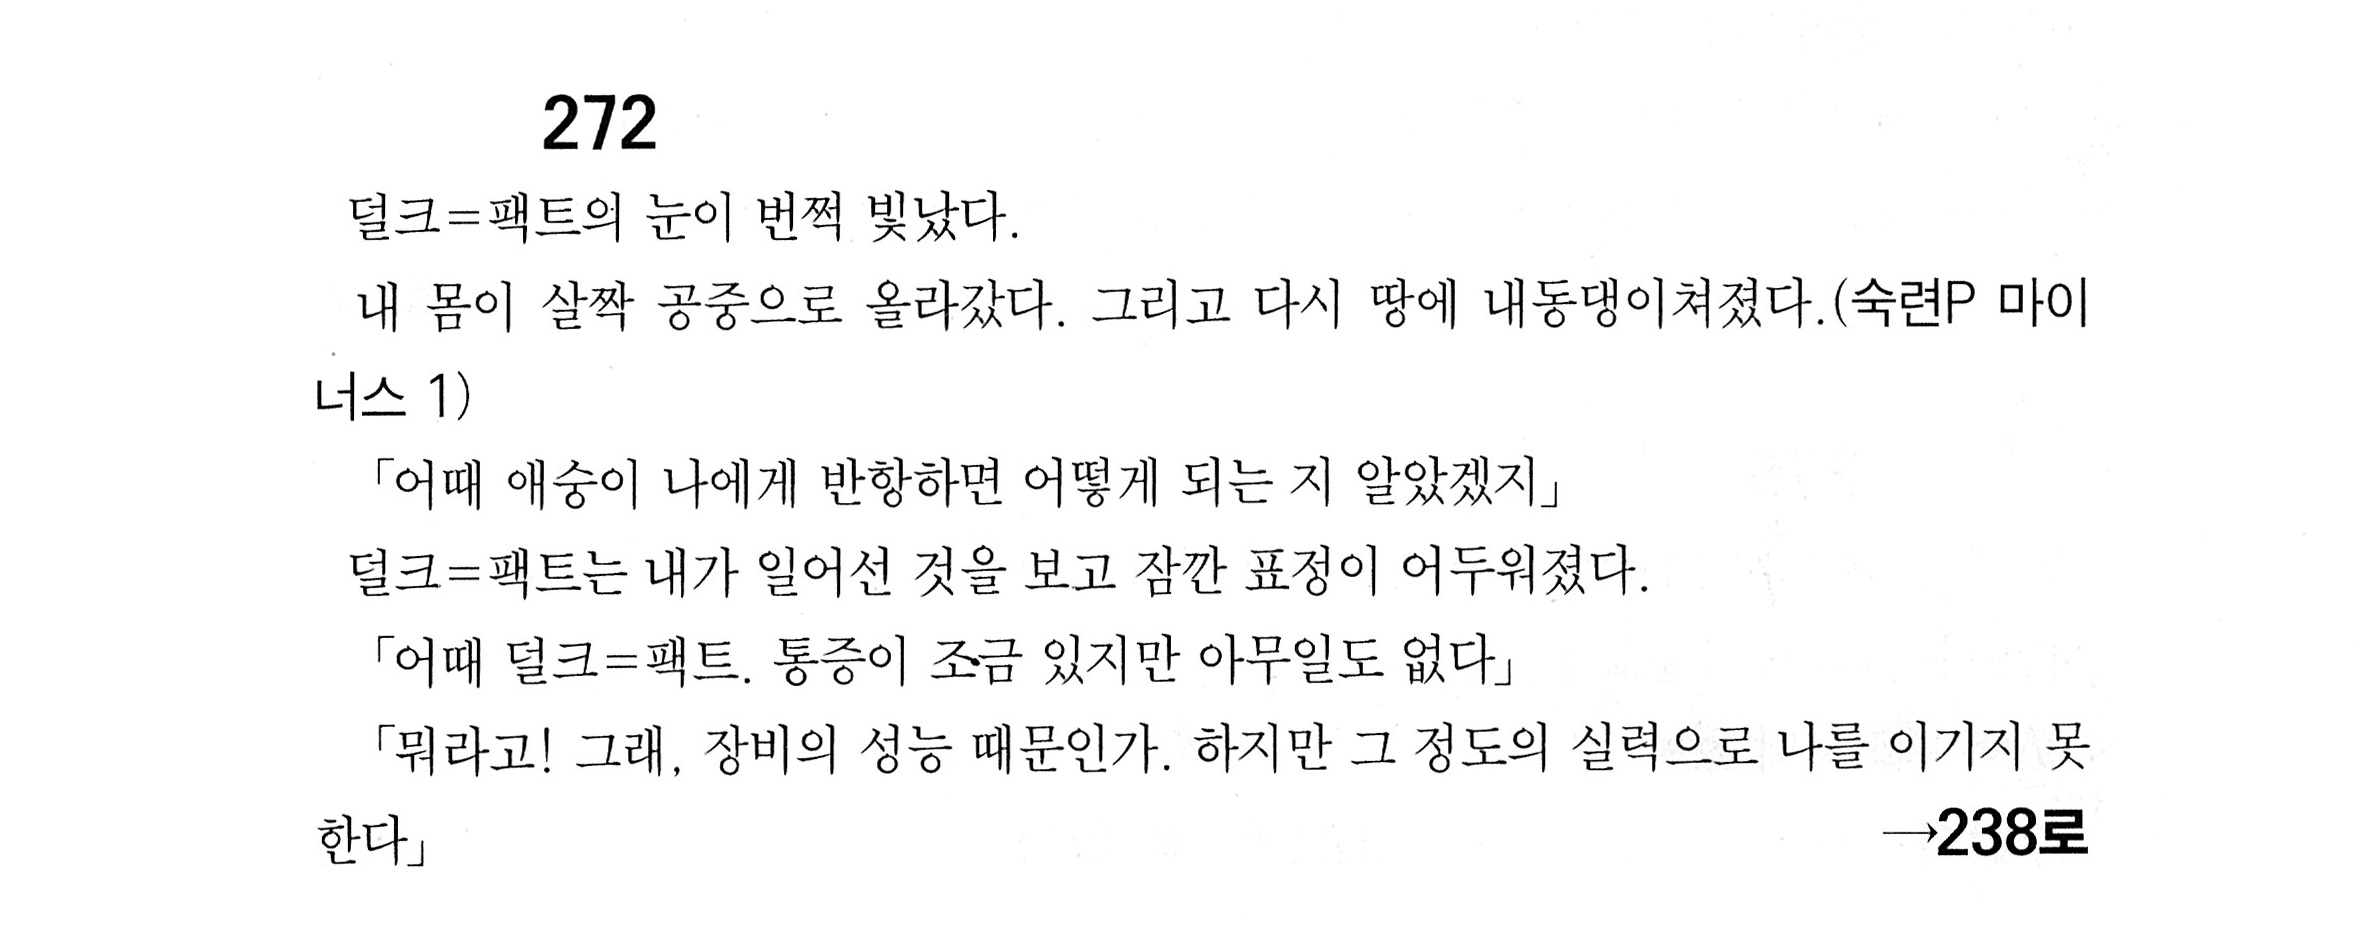 272
덜크=팩트의 눈이 번쩍 빛났다.
내 몸이 살짝 공중으로 올라갔다. 그리고 다시 땅에 내동댕이쳐졌다.(숙련P 마이
너스 1)
「어때 애숭이 나에게 반항하면 어떻게 되는 지 알았겠지」
덜크=팩트는 내가 일어선 것을 보고 잠깐 표정이 어두워졌다.
「어때 덜크=팩트. 통증이 조금 있지만 아무일도 없다」
「뭐라고! 그래, 장비의 성능 때문인가. 하지만 그 정도의 실력으로 나를 이기지 못
한다」
→238로